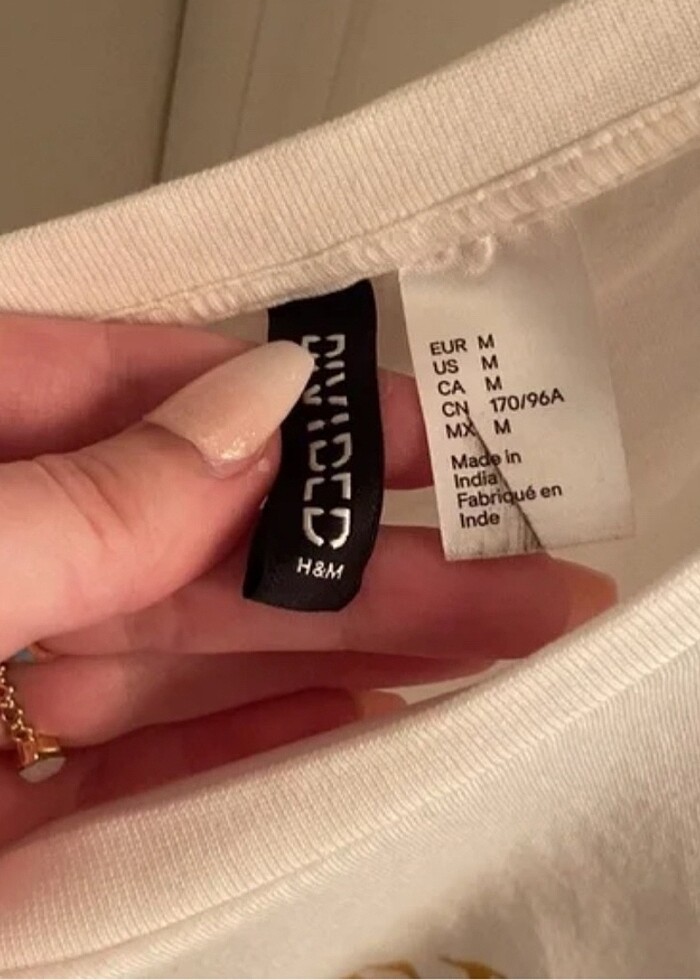 DIVIDED
H&M
EUR M
US M
CA M
CN 170/96A
MX M
Made in
India
Fabriqué en
Inde